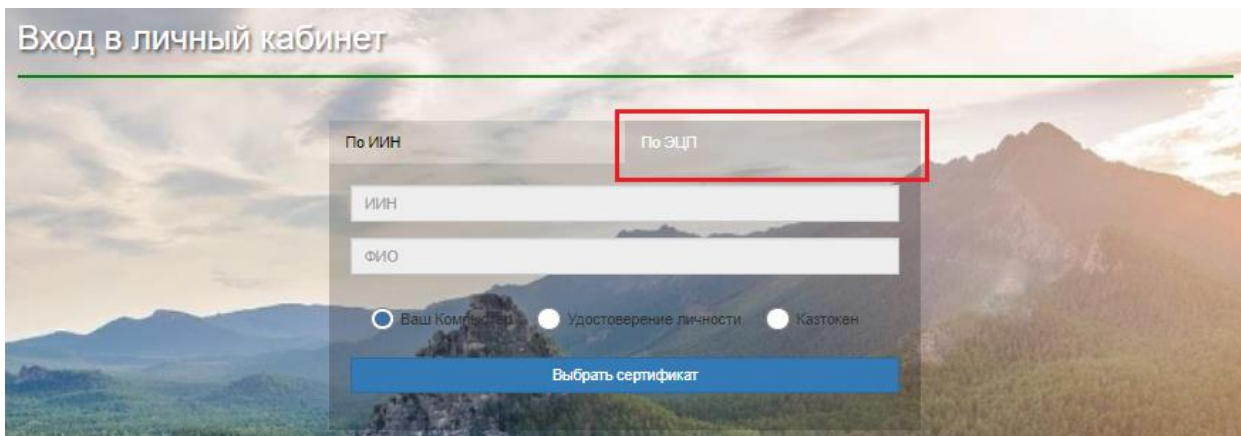 Вход в личный кабинет
По ИИН По ЭЦП
ИИН
ФИО
Ваш Компьютер Удостоверение личности Казтокен
Выбрать сертификат